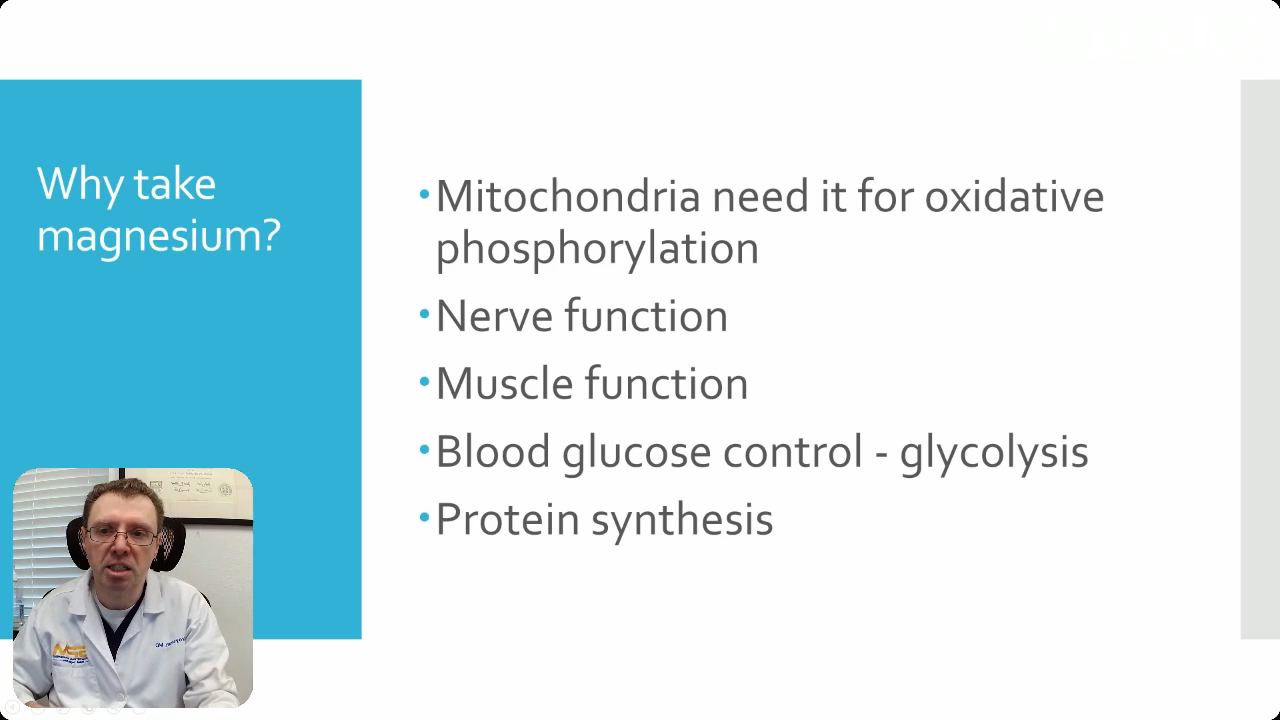 Why take
magnesium?
•Mitochondria need it for oxidative
phosphorylation
•Nerve function
•Muscle function
•Blood glucose control - glycolysis
•Protein synthesis